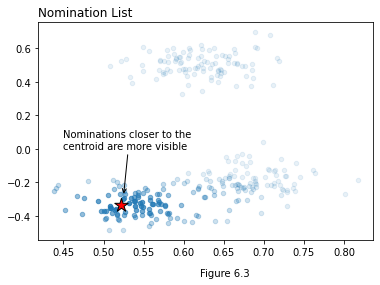 Nomination List
0.6
0.4
0.2
0.0
−0.2
−0.4
Nominations closer to the
centroid are more visible
0.45 0.50 0.55 0.60 0.65 0.70 0.75 0.80
Figure 6.3